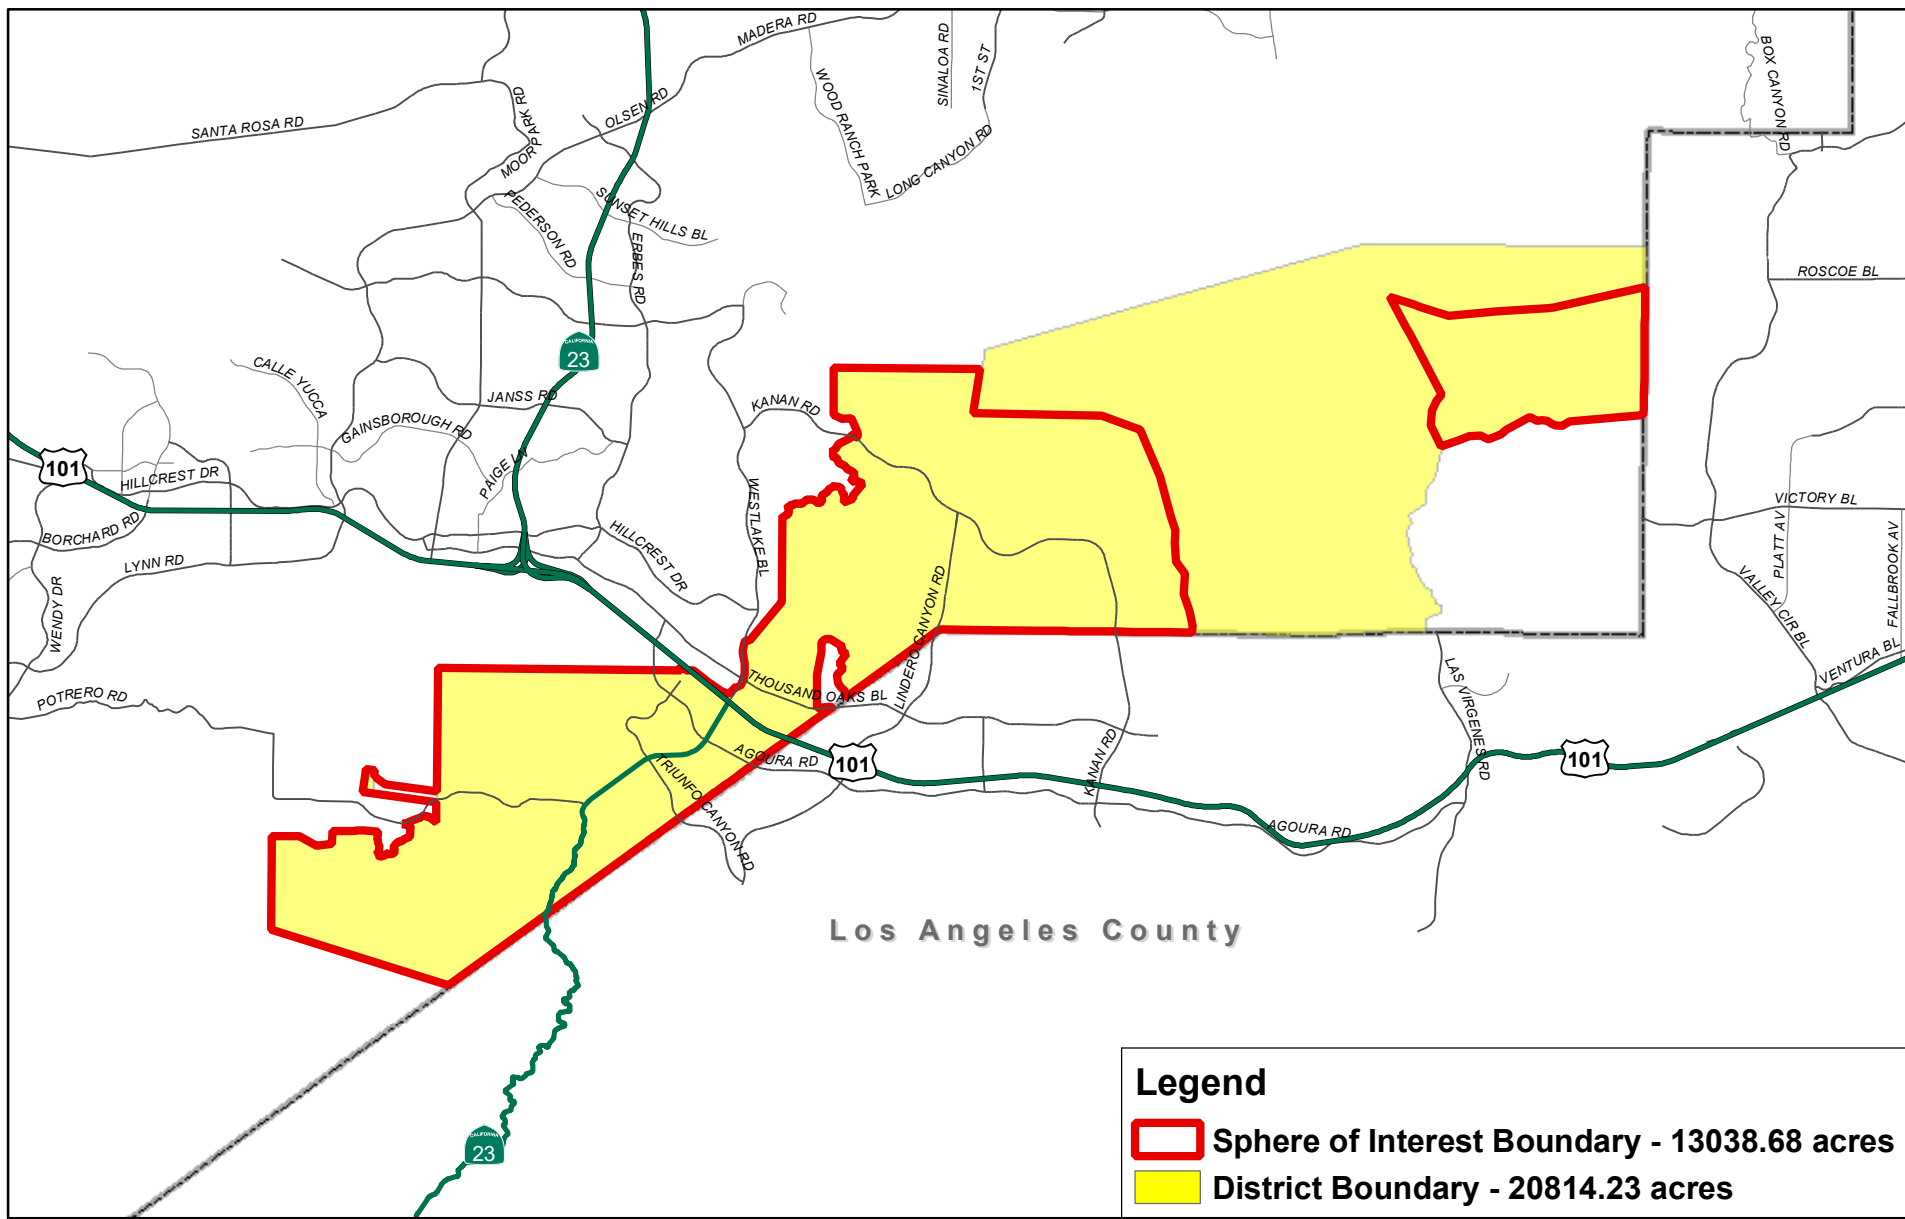 MADERA RD
SINALOA RD
1ST ST
BOX CANYON RD
WOOD RANCH PARK
OLSEN RD
MOORPARK RD
SANTA ROSA RD
LONG CANYON RD
PEDERSON RD
SUNSET HILLS BL
ERBES RD
ROSCOE BL
CALIFORNIA
23
CALLE YUCCA
JANSS RD
KANAN RD
GAINSBOROUGH RD
PAIGE LN
101
HILLCREST DR
WESTLAKE BL
VICTORY BL
BORCHARD RD
HILLCREST DR
PLATT AV
FALLBROOK AV
LYNN RD
WENDY DR
LINDERO CANYON RD
VALLEY CIR BL
POTRERO RD
THOUSAND OAKS BL
LAS VIRGENES RD
VENTURA BL
AGOURA RD
101
KANAN RD
101
TRIUNFO CANYON RD
AGOURA RD
Los Angeles County
CALIFORNIA
23
Legend
Sphere of Interest Boundary - 13038.68 acres
District Boundary - 20814.23 acres